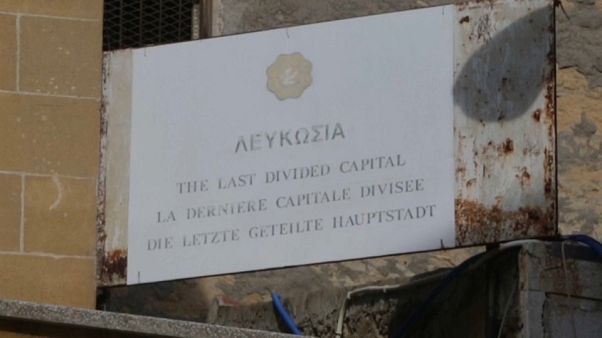 ΛΕΥΚΩΣΙΑ
THE LAST DIVIDED CAPITAL
LA DERNIERE CAPITALE DIVISEE
DIE LETZTE GETEILTE HAUPTSTADT